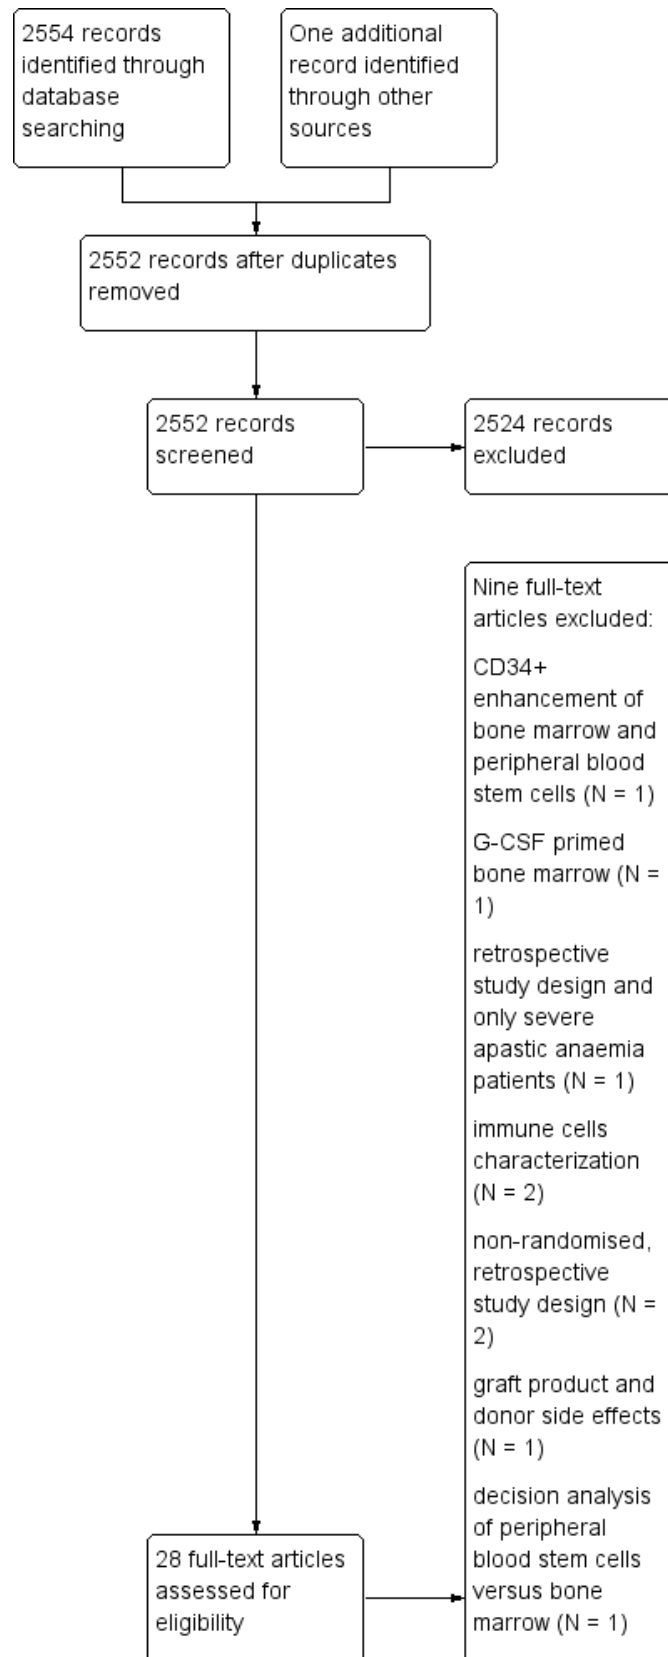 2554 records
identified through
database
searching
One additional
record identified
through other
sources
2552 records after duplicates
removed
2552 records
screened
2524 records
excluded
Nine full-text
articles excluded:
CD34+
enhancement of
bone marrow and
peripheral blood
stem cells (N = 1)
G-CSF primed
bone marrow (N =
1)
retrospective
study design and
only severe
apastic anaemia
patients (N = 1)
immune cells
characterization
(N = 2)
non-randomised,
retrospective
study design (N =
2)
graft product and
donor side effects
(N = 1)
decision analysis
of peripheral
blood stem cells
versus bone
marrow (N = 1)
28 full-text articles
assessed for
eligibility